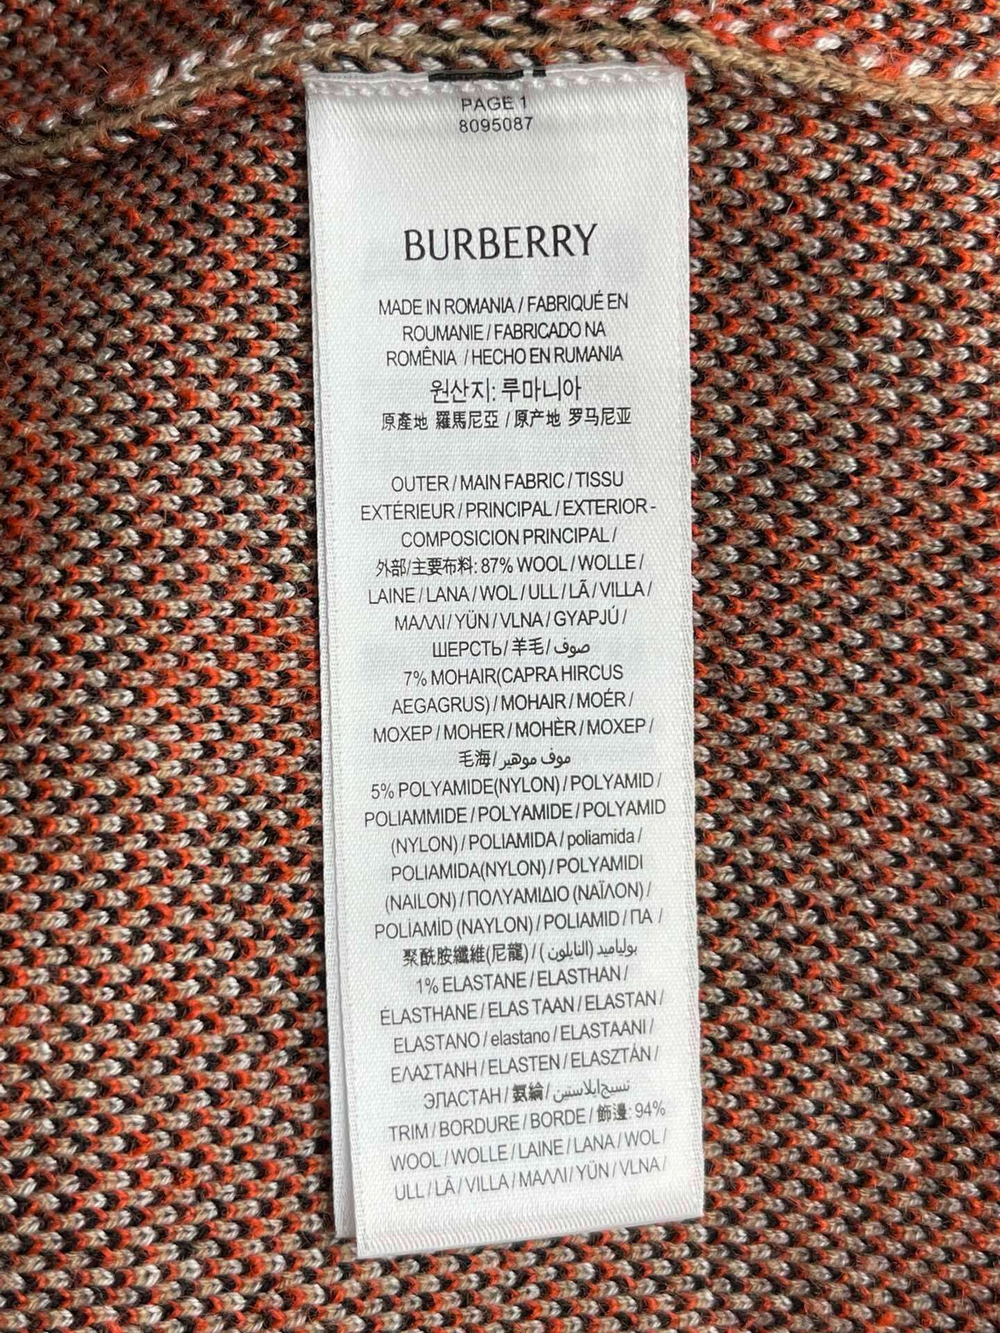 PAGE 1
8095087
BURBERRY
MADE IN ROMANIA / FABRIQUÉ EN
ROUMANIE / FABRICADO NA
ROMÊNIA / HECHO EN RUMANIA
원산지: 루마니아
原產地 羅馬尼亞 / 原产地 罗马尼亚
OUTER / MAIN FABRIC / TISSU
EXTÉRIEUR / PRINCIPAL / EXTERIOR -
COMPOSICION PRINCIPAL /
外部/主要布料: 87% WOOL / WOLLE /
LAINE / LANA / WOL / ULL / LÃ / VILLA /
ΜΑΛΛΙ / YÜN / VLNA / GYAPJÚ /
ШЕРСТЬ / 羊毛 / صوف
7% MOHAIR(CAPRA HIRCUS
AEGAGRUS) / MOHAIR / MOÉR /
ΜΟΧΕΡ / MOHER / MOHÈR / МОХЕР /
毛海 / موف موهير
5% POLYAMIDE(NYLON) / POLYAMID /
POLIAMMIDE / POLYAMIDE / POLYAMID
(NYLON) / POLIAMIDA / poliamida /
POLIAMIDA(NYLON) / POLYAMIDI
(NAILON) / ΠΟΛΥΑΜΙΔΙΟ (ΝΑΪΛΟΝ) /
POLİAMİD (NAYLON) / POLIAMID / ПА /
聚酰胺纖維(尼龍) / بولياميد (النايلون)
1% ELASTANE / ELASTHAN /
ÉLASTHANE / ELAS TAAN / ELASTAN /
ELASTANO / elastano / ELASTAANI /
ΕΛΑΣΤΑΝΗ / ELASTEN / ELASZTÁN /
ЭЛАСТАН / 氨綸 / نسيج ايلاستين
TRIM / BORDURE / BORDE / 飾邊: 94%
WOOL / WOLLE / LAINE / LANA / WOL /
ULL / LÃ / VILLA / ΜΑΛΛΙ / YÜN / VLNA /